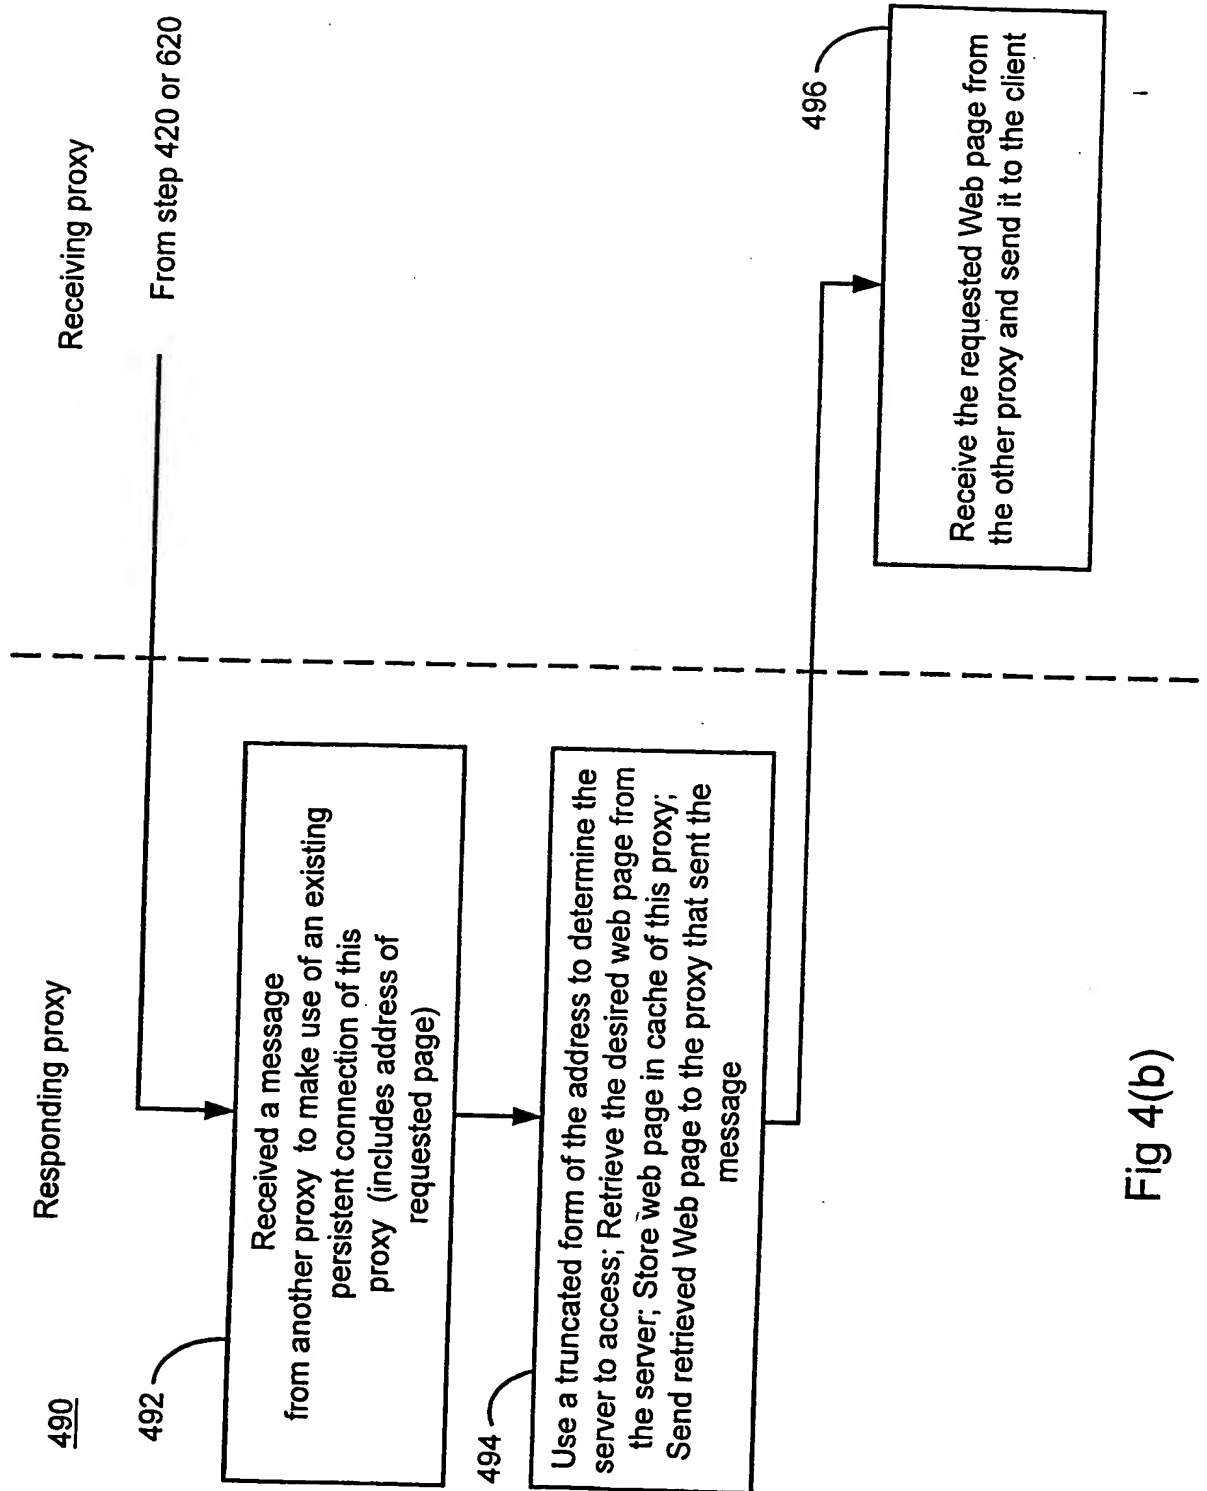 490
Responding proxy
Receiving proxy
From step 420 or 620
492
Received a message
from another proxy to make use of an existing
persistent connection of this
proxy (includes address of
requested page)
494
Use a truncated form of the address to determine the
server to access; Retrieve the desired web page from
the server; Store web page in cache of this proxy;
Send retrieved Web page to the proxy that sent the
message
496
Receive the requested Web page from
the other proxy and send it to the client
Fig 4(b)